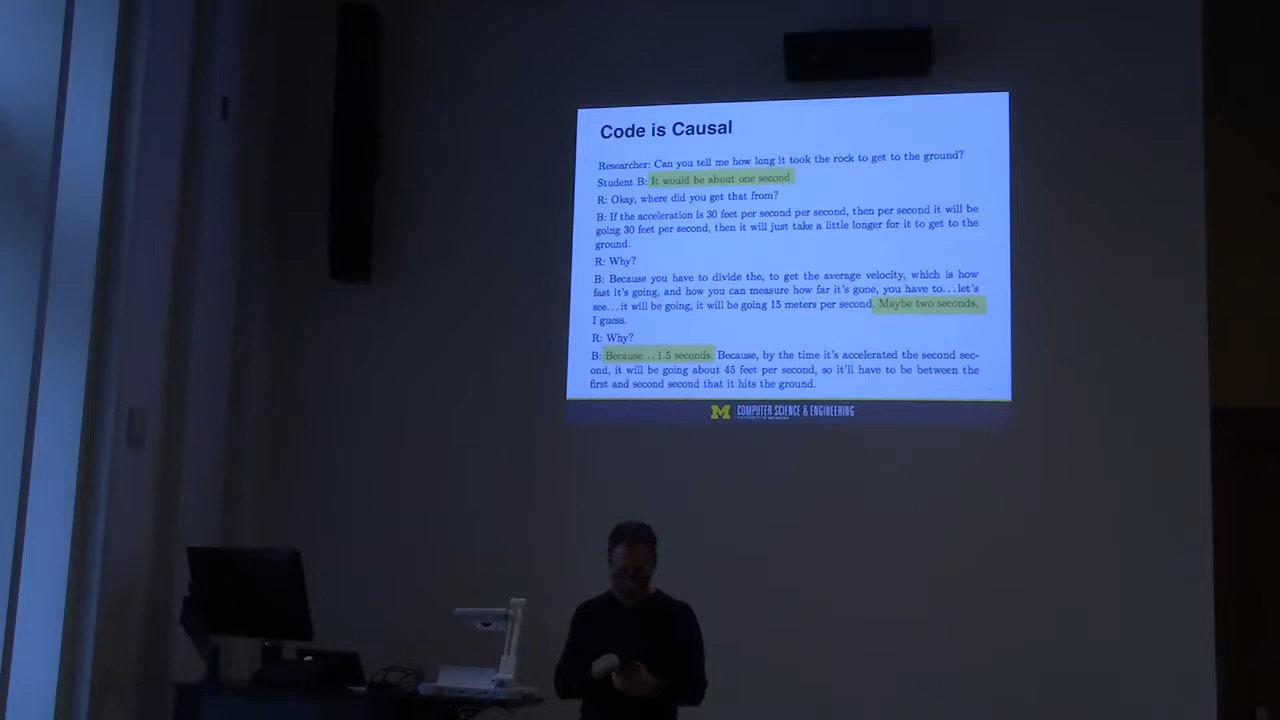 Code is Causal
Researcher: Can you tell me how long it took the rock to get to the ground?
Student B: It would be about one second
R: Okay, where did you get that from?
B: If the acceleration is 30 feet per second per second, then per second it will be
going 30 feet per second, then it will just take a little longer for it to get to the
ground.
R: Why?
B: Because you have to divide the, to get the average velocity, which is how
fast it's going, and how you can measure how far it's gone, you have to...let's
see...it will be going, it will be going 15 meters per second. Maybe two seconds,
I guess.
R: Why?
B: Because...1.5 seconds. Because, by the time it's accelerated the second sec-
ond, it will be going about 45 feet per second, so it'll have to be between the
first and second second that it hits the ground.
M COMPUTER SCIENCE & ENGINEERING
UNIVERSITY OF MICHIGAN